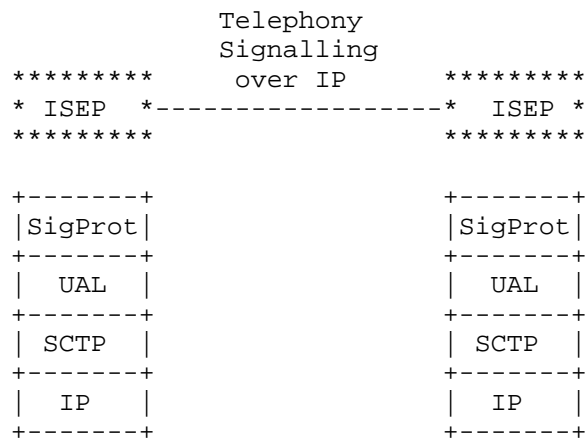 Telephony
Signalling
********* over IP *********
* ISEP *------------------* ISEP *
********* *********
+-------+ +-------+
|SigProt| |SigProt|
+-------+ +-------+
| UAL | | UAL |
+-------+ +-------+
| SCTP | | SCTP |
+-------+ +-------+
| IP | | IP |
+-------+ +-------+